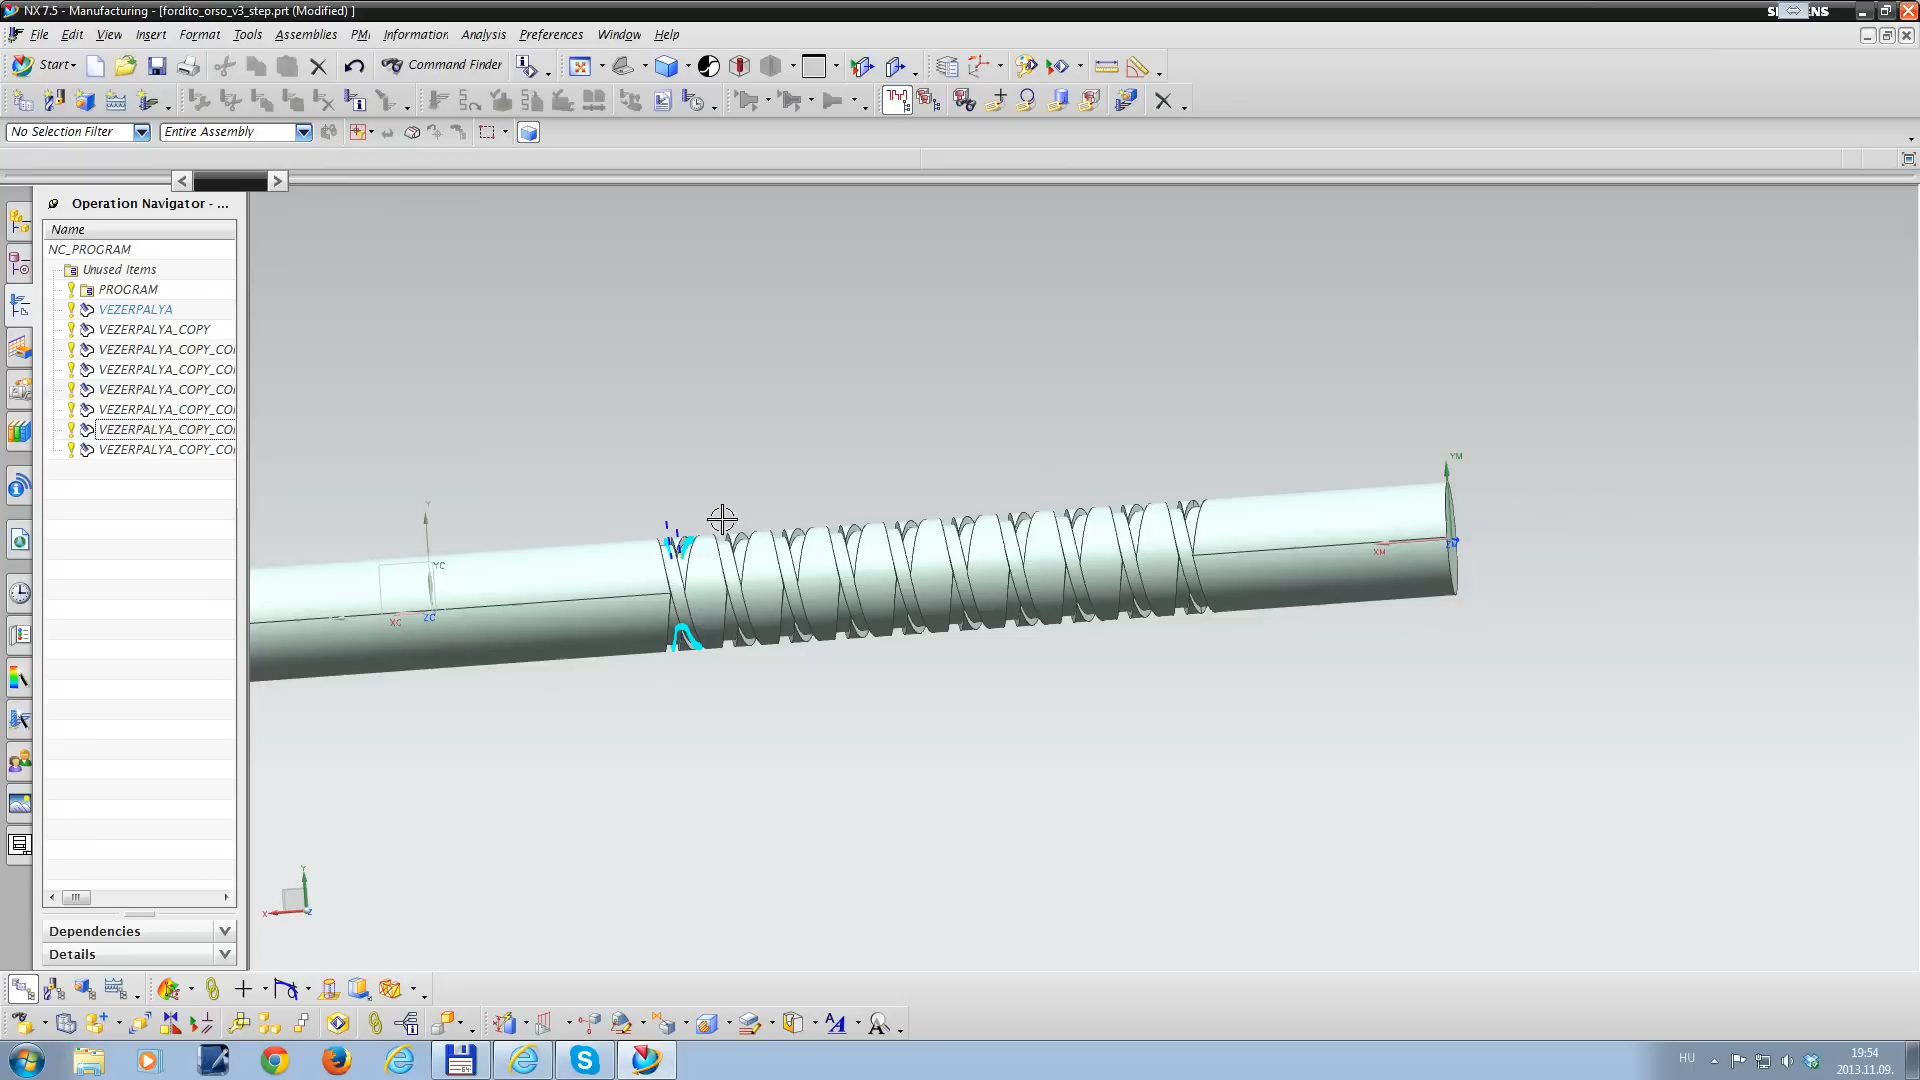 NX 7.5 - Manufacturing - [fordito_orso_v3_step.prt (Modified) ]
File Edit View Insert Format Tools Assemblies PMI Information Analysis Preferences Window Help
Start Command Finder
No Selection Filter Entire Assembly
Operation Navigator - ...
Name
NC_PROGRAM
Unused Items
PROGRAM
VEZERPALYA
VEZERPALYA_COPY
VEZERPALYA_COPY_CO
VEZERPALYA_COPY_CO
VEZERPALYA_COPY_CO
VEZERPALYA_COPY_CO
VEZERPALYA_COPY_CO
VEZERPALYA_COPY_CO
YM
XM
ZM
Y
YC
XC
ZC
Y
X
Z
Dependencies
Details
HU
19:54
2013.11.09.